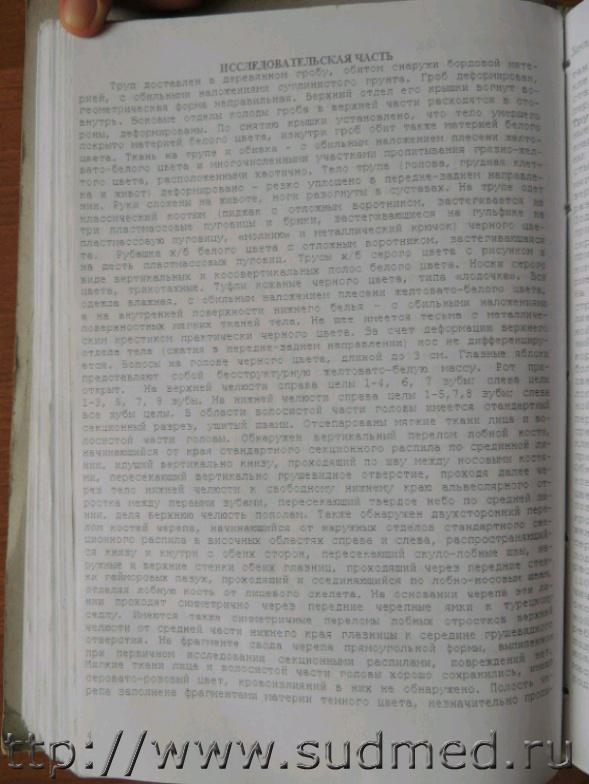 ИССЛЕДОВАТЕЛЬСКАЯ ЧАСТЬ
Труп доставлен в деревянном гробу, обитом снаружи бордовой мате-
рией, с обильными наложениями суглинистого грунта. Гроб деформирован,
геометрическая форма неправильная. Верхний отдел его крышки вогнут во-
внутрь. Боковые отделы колоды гроба в верхней части расходятся в сто-
роны, деформированы. По снятию крышки установлено, что тело умершего
покрыто материей белого цвета, изнутри гроб обит также материей белого
цвета. Ткань на трупе и обивка - с обильным наложением плесени желто-
вато-белого цвета и многочисленными участками пропитывания грязно-жел-
того цвета, расположенными хаотично. Тело трупа (голова, грудная клет-
ка и живот) деформировано - резко уплощено в передне-заднем направле-
нии. Руки сложены на животе, ноги разогнуты в суставах. На трупе одет
классический костюм (пиджак с отложным воротником, застегивается на
три пластмассовые пуговицы и брюки, застегивающиеся на гульфике на
пластмассовую пуговицу, «молнию» и металлический крючок) черного цве-
та. Рубашка х/б белого цвета с отложным воротником, застегивающаяся
на шесть пластмассовых пуговиц. Трусы х/б серого цвета с рисунком в
виде вертикальных и косовертикальных полос белого цвета. Носки серого
цвета, трикотажные. Туфли кожаные черного цвета, типа «лодочка». Вся
одежда влажная, с обильным наложением плесени желтовато-белого цвета,
а на внутренней поверхности нижнего белья - с обильными наложениями
поверхностных мягких тканей тела. На шее имеется тесьма с металличе-
ским крестиком практически черного цвета. За счет деформации верхнего
отдела тела (сжатия в передне-заднем направлении) нос не дифференциру-
ется. Волосы на голове черного цвета, длиной до 3 см. Глазные яблоки
представляют собой бесструктурную желтовато-белую массу. Рот при-
открыт. На верхней челюсти справа целы 1-4, 6, 7 зубы: слева целы
1-3, 5, 7, 8 зубы. На нижней челюсти справа целы 1-5,7,8 зубы: слева
все зубы целы. В области волосистой части головы имеется стандартный
секционный разрез, ушитый швами. Отсепарованы мягкие ткани лица и во-
лосистой части головы. Обнаружен вертикальный перелом лобной кости,
начинающийся от края стандартного секционного распила по срединной ли-
нии, идущий вертикально книзу, проходящий по шву между носовыми костя-
ми, пересекающий вертикально грушевидное отверстие, проходя далее че-
рез тело нижней челюсти к свободному нижнему краю альвеолярного от-
ростка между первыми зубами, пересекающий твердое небо по средней ли-
нии, деля верхнюю челюсть пополам. Также обнаружен двухсторонний пере-
лом костей черепа, начинающийся от наружных отделов стандартного сек-
ционного распила в височных областях справа и слева, распространяющий-
ся книзу и кнутри с обеих сторон, пересекающий скуло-лобные швы, на-
ружные и верхние стенки обеих глазниц, проходящий через передние стен-
ки гайморовых пазух, проходящий и соединяющийся по лобно-носовым швам,
отделяя лобную кость от лицевого скелета. На основании черепа эти ли-
нии проходят симметрично через передние черепные ямки к турецкому
седлу. Имеются также симметричные переломы лобных отростков верхней
челюсти от средней части нижнего края глазницы к середине грушевидного
отверстия. На фрагменте свода черепа прямоугольной формы, выпиленном
при первичном исследовании секционными распилами, повреждений нет.
Мягкие ткани лица и волосистой части головы хорошо сохранились, имеют
серовато-розовый цвет, кровоизлияний в них не обнаружено. Полость че-
репа заполнена фрагментами материи темного цвета, незначительно
ttp://www.sudmed.ru